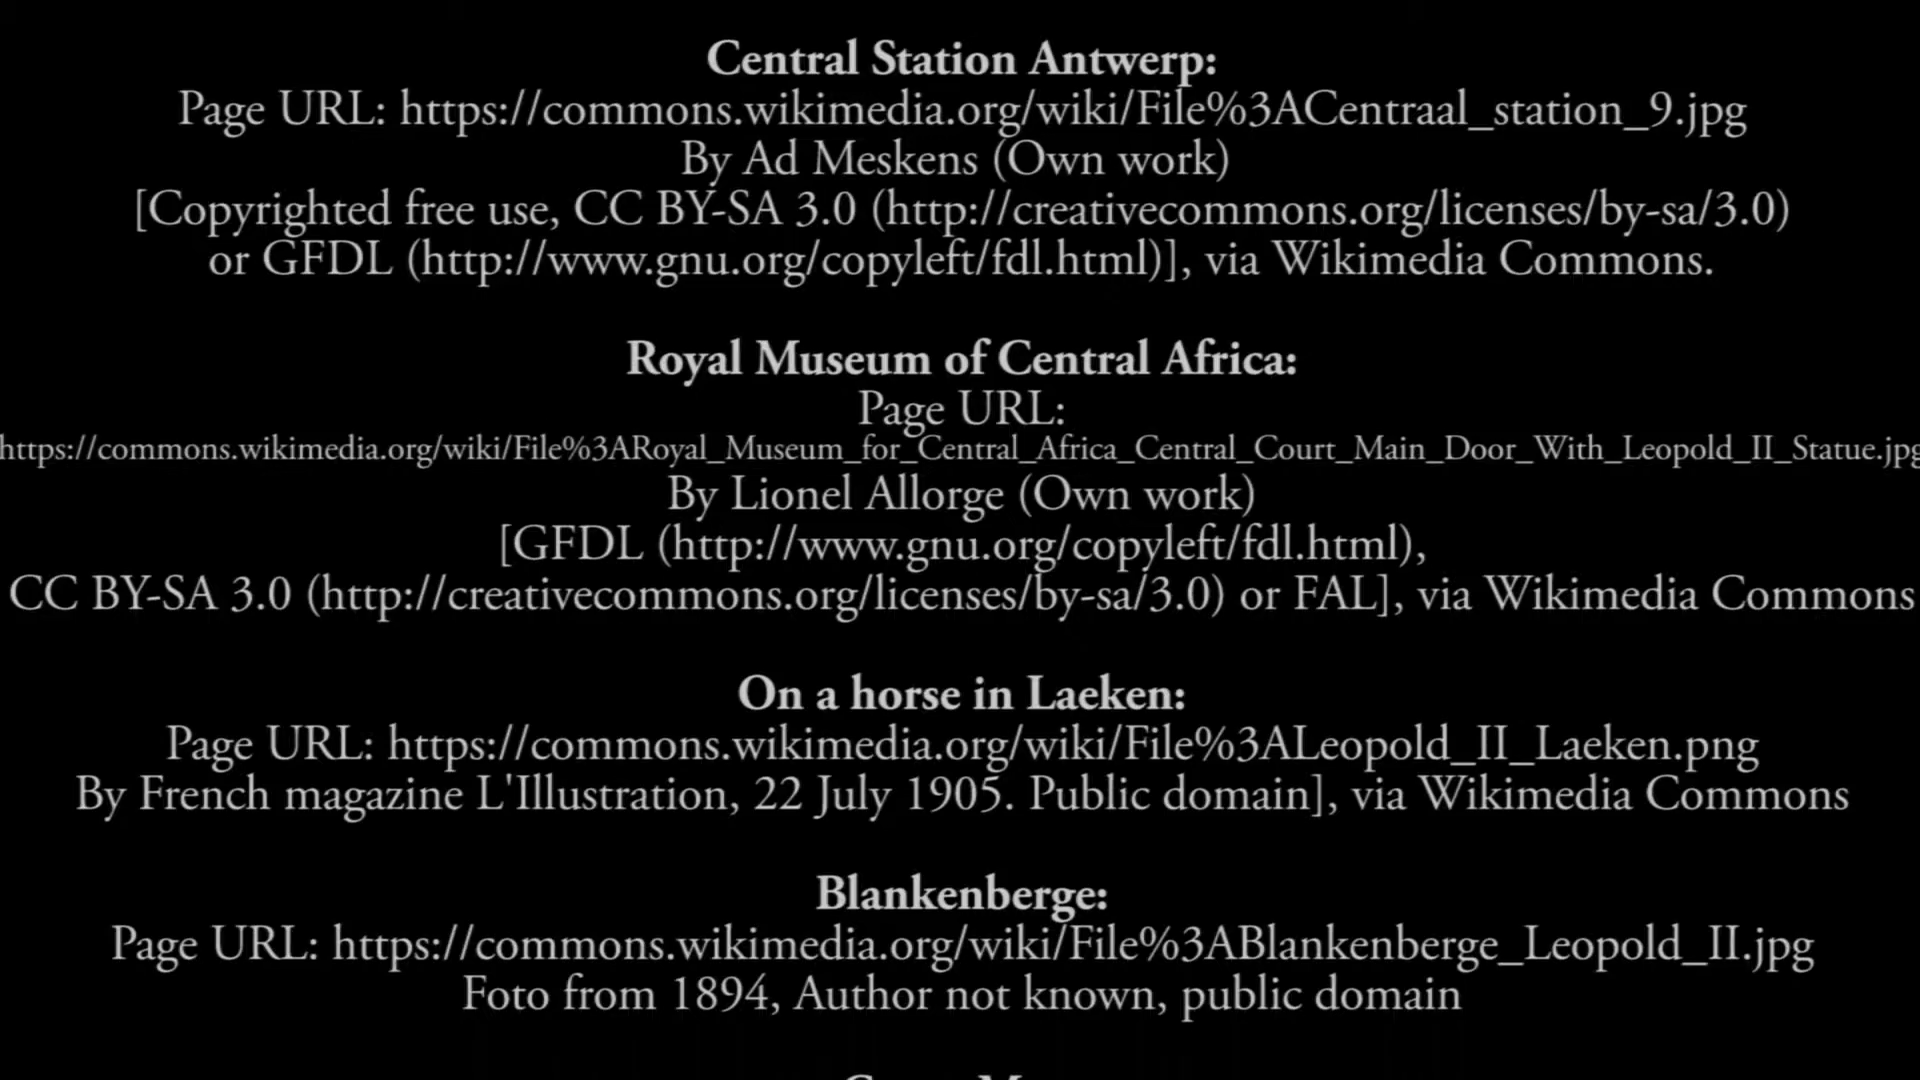 Central Station Antwerp:
Page URL: https://commons.wikimedia.org/wiki/File%3ACentraal_station_9.jpg
By Ad Meskens (Own work)
[Copyrighted free use, CC BY-SA 3.0 (http://creativecommons.org/licenses/by-sa/3.0)
or GFDL (http://www.gnu.org/copyleft/fdl.html)], via Wikimedia Commons.
Royal Museum of Central Africa:
Page URL:
https://commons.wikimedia.org/wiki/File%3ARoyal_Museum_for_Central_Africa_Central_Court_Main_Door_With_Leopold_II_Statue.jpg
By Lionel Allorge (Own work)
[GFDL (http://www.gnu.org/copyleft/fdl.html),
CC BY-SA 3.0 (http://creativecommons.org/licenses/by-sa/3.0) or FAL], via Wikimedia Commons
On a horse in Laeken:
Page URL: https://commons.wikimedia.org/wiki/File%3ALeopold_II_Laeken.png
By French magazine L'Illustration, 22 July 1905. Public domain], via Wikimedia Commons
Blankenberge:
Page URL: https://commons.wikimedia.org/wiki/File%3ABlankenberge_Leopold_II.jpg
Foto from 1894, Author not known, public domain